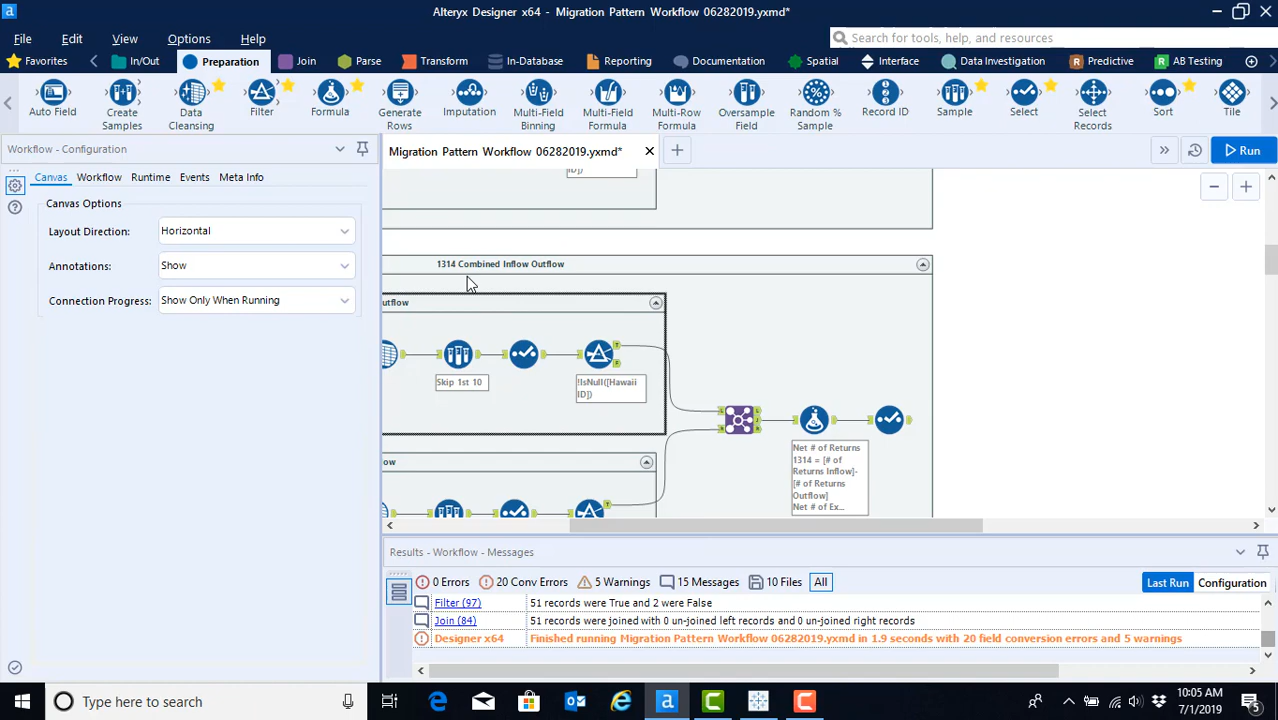 Alteryx Designer x64 - Migration Pattern Workflow 06282019.yxmd*
File Edit View Options Help
Search for tools, help, and resources
Favorites In/Out Preparation Join Parse Transform In-Database Reporting Documentation Spatial Interface Data Investigation Predictive AB Testing
Auto Field
Create
Samples
Data
Cleansing
Filter
Formula
Generate
Rows
Imputation
Multi-Field
Binning
Multi-Field
Formula
Multi-Row
Formula
Oversample
Field
Random %
Sample
Record ID
Sample
Select
Select
Records
Sort
Tile
Workflow - Configuration
Migration Pattern Workflow 06282019.yxmd*
Run
Canvas Workflow Runtime Events Meta Info
Canvas Options
Layout Direction: Horizontal
Annotations: Show
Connection Progress: Show Only When Running
ID])
1314 Combined Inflow Outflow
utflow
Skip 1st 10
!IsNull([Hawaii
ID])
ow
Net # of Returns
1314 = [# of
Returns Inflow]-
[# of Returns
Outflow]
Net # of Ex...
Results - Workflow - Messages
0 Errors 20 Conv Errors 5 Warnings 15 Messages 10 Files All
Last Run Configuration
Filter (97) 51 records were True and 2 were False
Join (84) 51 records were joined with 0 un-joined left records and 0 un-joined right records
Designer x64 Finished running Migration Pattern Workflow 06282019.yxmd in 1.9 seconds with 20 field conversion errors and 5 warnings
Type here to search
10:05 AM
7/1/2019
5